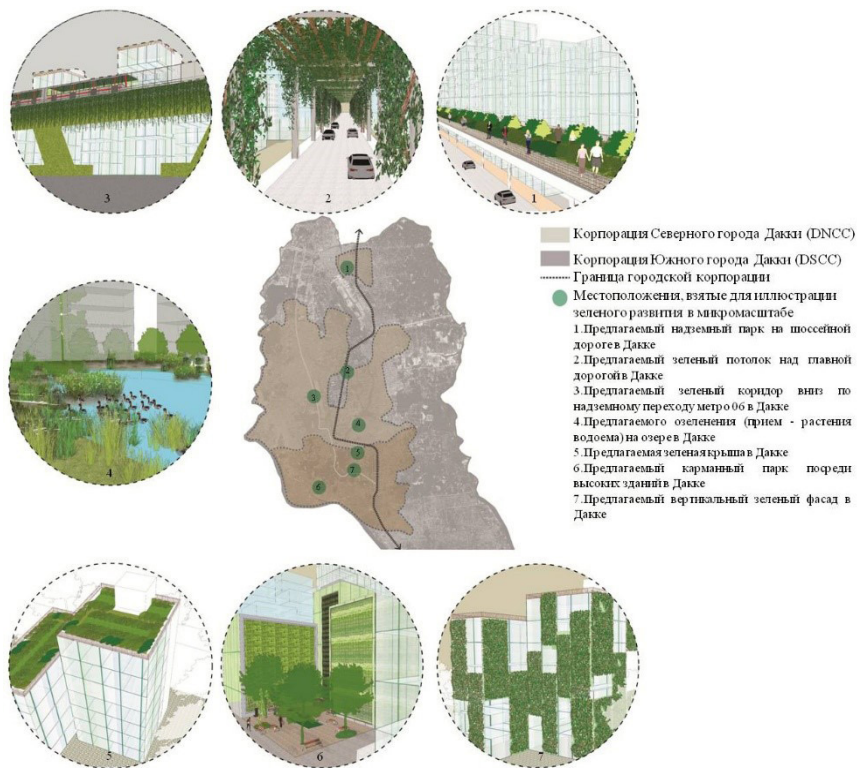 3
2
1
Корпорация Северного города Дакки (DNCC)
Корпорация Южного города Дакки (DSCC)
Граница городской корпорации
Местоположения, взятые для иллюстрации
зеленого развития в микромасштабе
1.Предлагаемый надземный парк на шоссейной
дороге в Дакке
2.Предлагаемый зеленый потолок над главной
дорогой в Дакке
3.Предлагаемый зеленый коридор вниз по
надземному переходу метро 06 в Дакке
4.Предлагаемого озеленения (прием - растения
водоема) на озере в Дакке
5.Предлагаемая зеленая крыша в Дакке
6.Предлагаемый карманный парк посреди
высоких зданий в Дакке
7.Предлагаемый вертикальный зеленый фасад в
Дакке
1
2
3
4
5
7
6
4
5
6
7